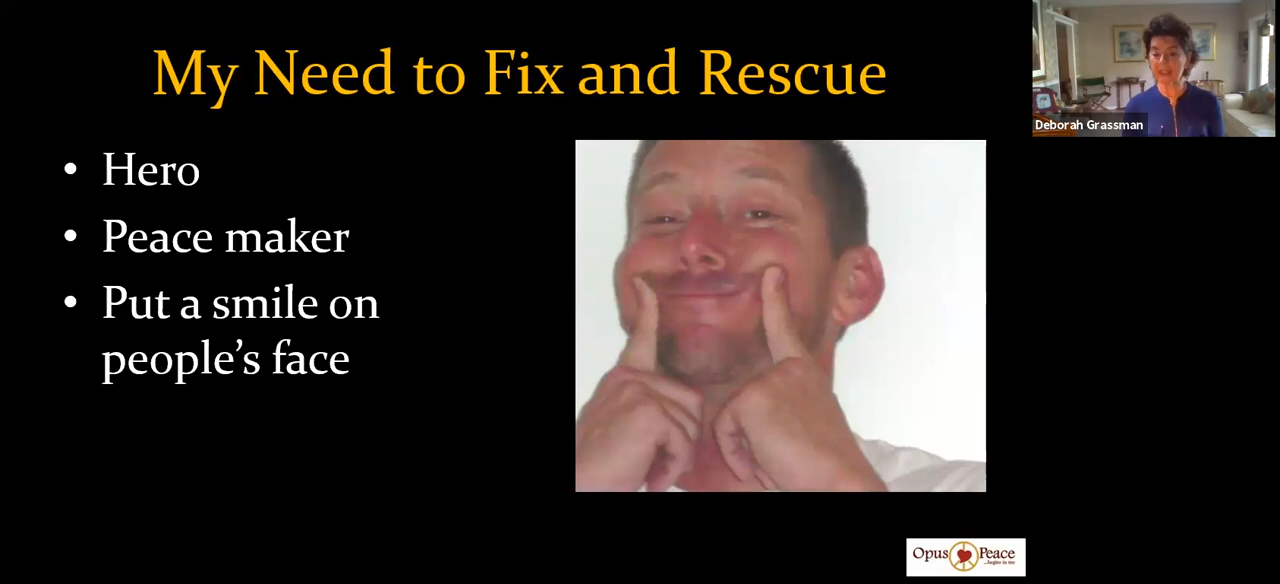 My Need to Fix and Rescue
Deborah Grassman
• Hero
• Peace maker
• Put a smile on
people’s face
Opus Peace
...begins in me